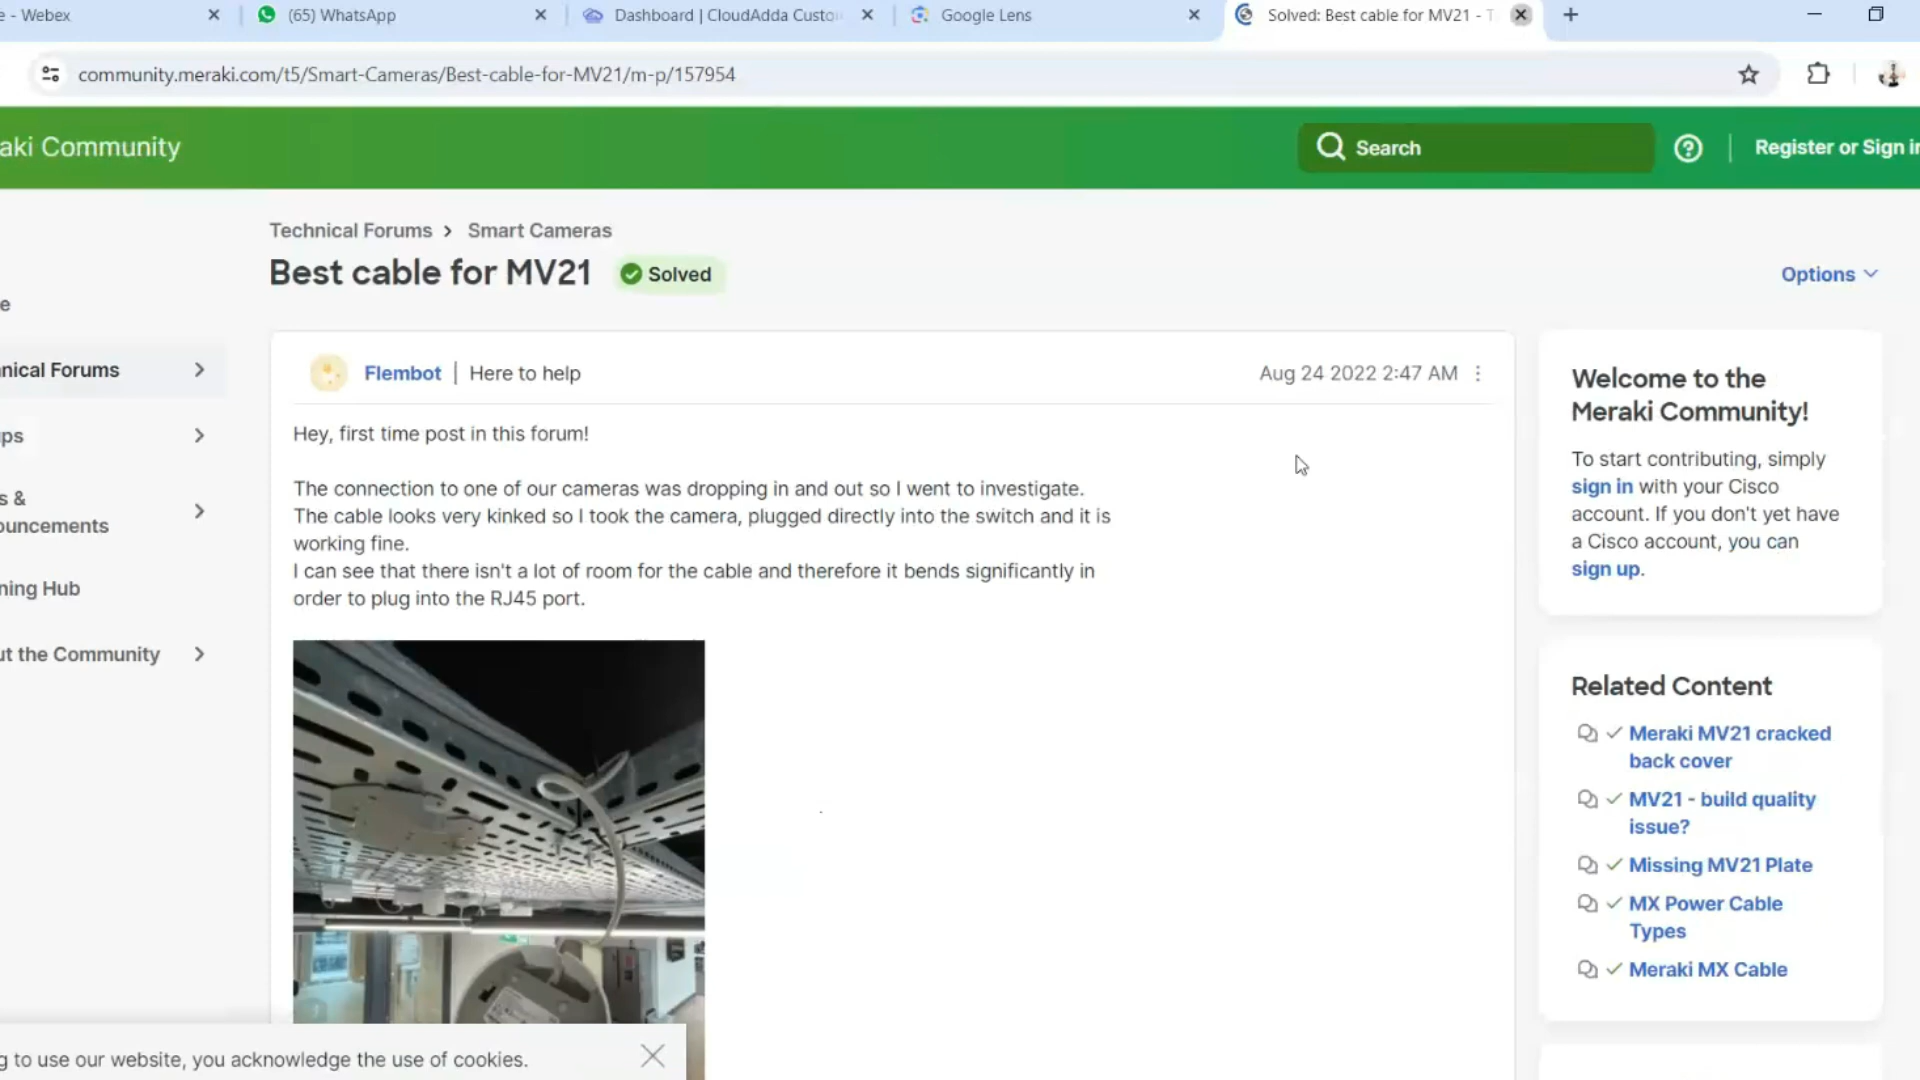 e - Webex
(65) WhatsApp
Dashboard | CloudAdda Custo
Google Lens
Solved: Best cable for MV21 - T
community.meraki.com/t5/Smart-Cameras/Best-cable-for-MV21/m-p/157954
aki Community
Search
Register or Sign in
Technical Forums
Smart Cameras
Best cable for MV21
Solved
Options
e
nical Forums
ps
s &
ouncements
ning Hub
ut the Community
Flembot | Here to help
Aug 24 2022 2:47 AM
Hey, first time post in this forum!
The connection to one of our cameras was dropping in and out so I went to investigate.
The cable looks very kinked so I took the camera, plugged directly into the switch and it is
working fine.
I can see that there isn't a lot of room for the cable and therefore it bends significantly in
order to plug into the RJ45 port.
Welcome to the
Meraki Community!
To start contributing, simply
sign in with your Cisco
account. If you don't yet have
a Cisco account, you can
sign up.
Related Content
Meraki MV21 cracked
back cover
MV21 - build quality
issue?
Missing MV21 Plate
MX Power Cable
Types
Meraki MX Cable
g to use our website, you acknowledge the use of cookies.